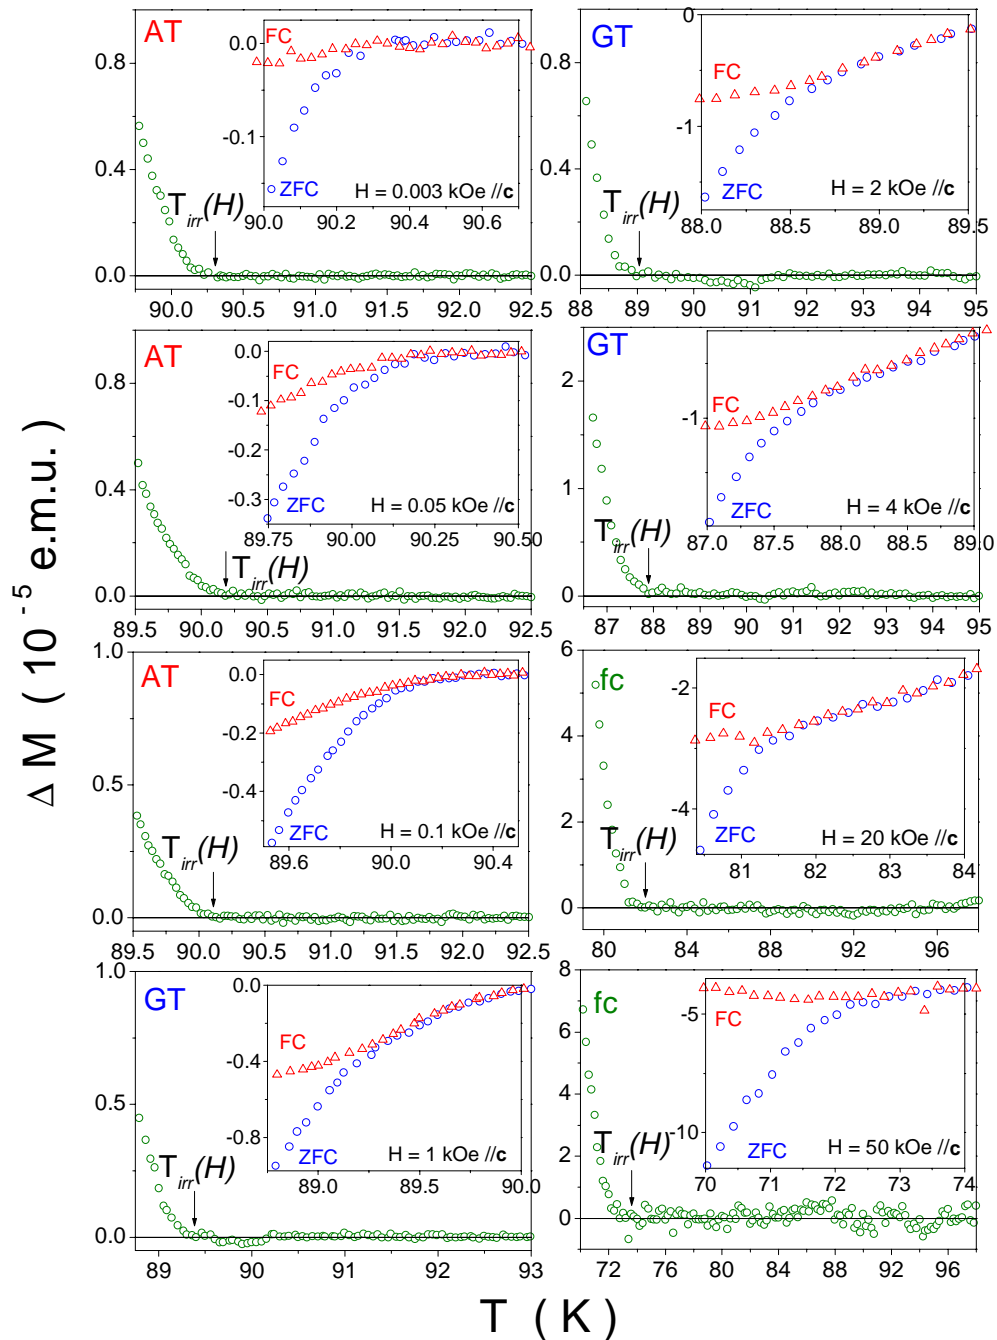 Δ M ( 10 ⁻⁵ e.m.u. )
AT
FC
ZFC
H = 0.003 kOe //c
0.0
-0.1
90.0 90.2 90.4 90.6
T_irr(H)
0.8
0.4
0.0
90.0 90.5 91.0 91.5 92.0 92.5
GT
FC
ZFC
H = 2 kOe //c
0
-1
88.0 88.5 89.0 89.5
T_irr(H)
0.8
0.4
0.0
88 89 90 91 92 93 94 95
AT
FC
ZFC
H = 0.05 kOe //c
0.0
-0.1
-0.2
-0.3
89.75 90.00 90.25 90.50
T_irr(H)
0.8
0.4
0.0
89.5 90.0 90.5 91.0 91.5 92.0 92.5
GT
FC
ZFC
H = 4 kOe //c
-1
87.0 87.5 88.0 88.5 89.0
T_irr(H)
2
1
0
87 88 89 90 91 92 93 94 95
AT
FC
ZFC
H = 0.1 kOe //c
0.0
-0.2
-0.4
89.6 90.0 90.4
T_irr(H)
1.0
0.5
0.0
89.5 90.0 90.5 91.0 91.5 92.0 92.5
fc
FC
ZFC
H = 20 kOe //c
-2
-4
81 82 83 84
T_irr(H)
6
4
2
0
80 84 88 92 96
GT
FC
ZFC
H = 1 kOe //c
0.0
-0.4
-0.8
89.0 89.5 90.0
T_irr(H)
1.0
0.5
0.0
89 90 91 92 93
fc
FC
ZFC
H = 50 kOe //c
-5
-10
70 71 72 73 74
T_irr(H)
8
6
4
2
0
72 76 80 84 88 92 96
T ( K )